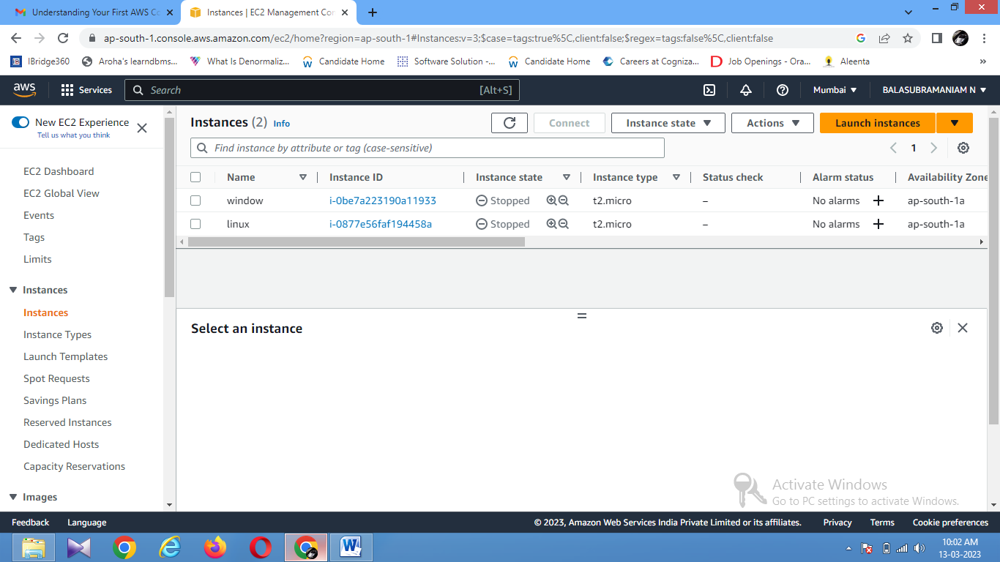 Understanding Your First AWS Co
Instances | EC2 Management Con
ap-south-1.console.aws.amazon.com/ec2/home?region=ap-south-1#Instances:v=3;$case=tags:true%5C,client:false;$regex=tags:false%5C,client:false
IBridge360 Aroha's learndbms... What Is Denormaliz... Candidate Home Software Solution -... Candidate Home Careers at Cogniza... Job Openings - Ora... Aleenta »
aws Services Search [Alt+S] Mumbai BALASUBRAMANIAM N
New EC2 Experience
Tell us what you think
EC2 Dashboard
EC2 Global View
Events
Tags
Limits
Instances
Instances
Instance Types
Launch Templates
Spot Requests
Savings Plans
Reserved Instances
Dedicated Hosts
Capacity Reservations
Images
Instances (2) Info
Connect Instance state Actions Launch instances
Find instance by attribute or tag (case-sensitive) 1
Name Instance ID Instance state Instance type Status check Alarm status Availability Zone
window i-0be7a223190a11933 Stopped t2.micro – No alarms + ap-south-1a
linux i-0877e56faf194458a Stopped t2.micro – No alarms + ap-south-1a
Select an instance
Activate Windows
Go to PC settings to activate Windows.
Feedback Language © 2023, Amazon Web Services India Private Limited or its affiliates. Privacy Terms Cookie preferences
10:02 AM
13-03-2023